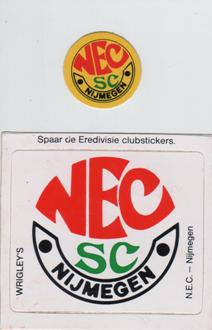 NEC
SC
NIJMEGEN
Spaar de Eredivisie clubstickers.
WRIGLEY'S
NEC
SC
NIJMEGEN
N.E.C. — Nijmegen